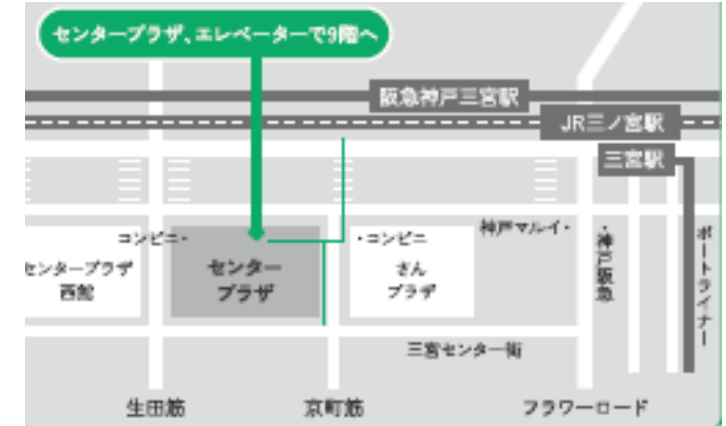 センタープラザ、エレベーターで9階へ
阪急神戸三宮駅
JR三ノ宮駅
三宮駅
コンビニ・
・コンビニ
神戸マルイ・
・神戸阪急
ポートライナー
センタープラザ
西館
センター
プラザ
さん
プラザ
三宮センター街
生田筋
京町筋
フラワーロード